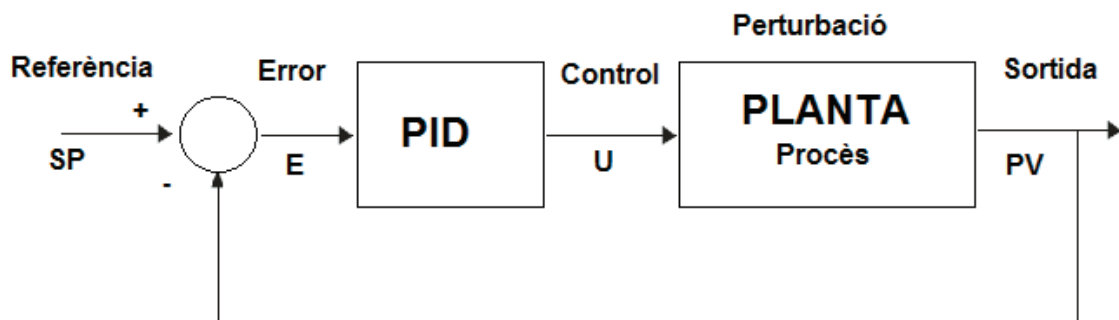 Perturbació
Referència
Error
Control
Sortida
+
PID
PLANTA
Procès
SP
-
E
U
PV